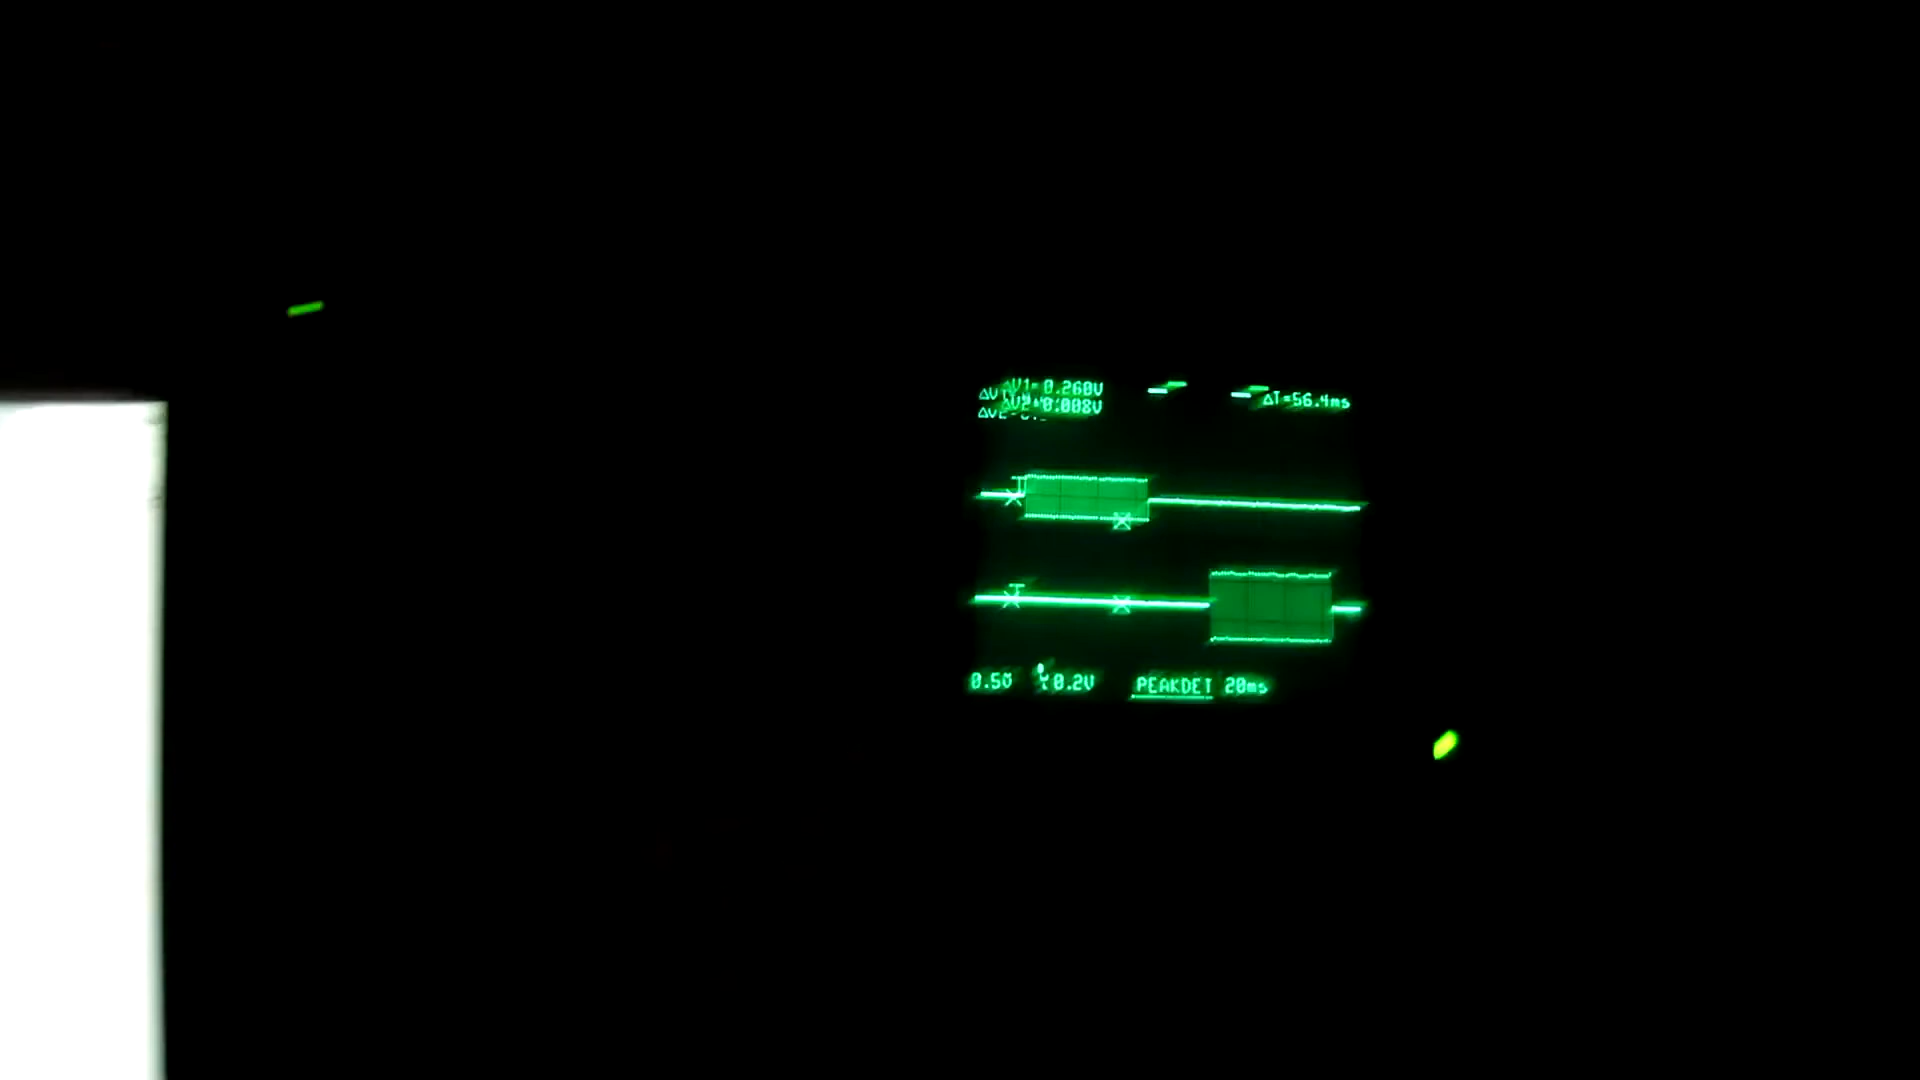 ΔV1=0.260V
ΔV2=0.008V
ΔT=56.4ms
0.5V 0.2V PEAKDET 20ms